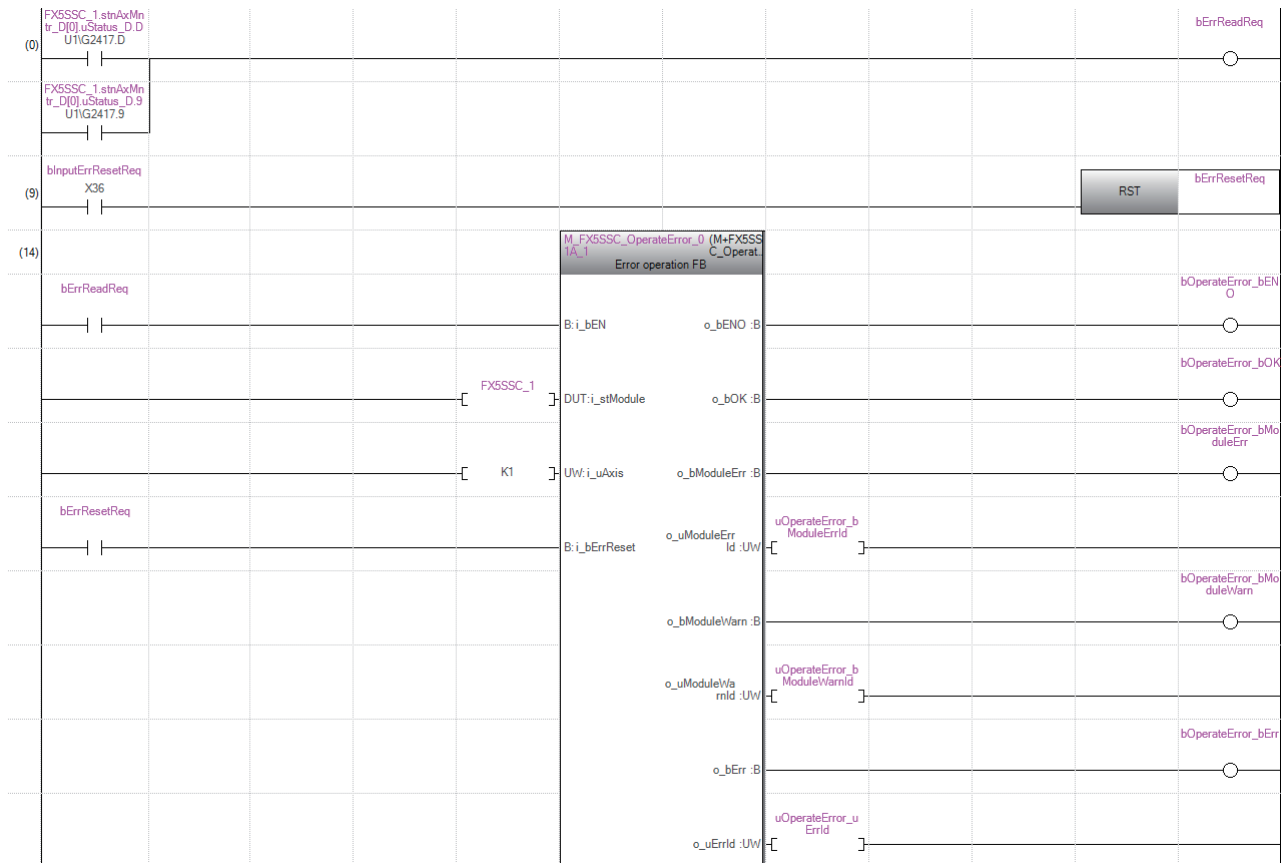 FX5SSC_1.stnAxMn
tr_D[0].uStatus_D.D
U1\G2417.D
bErrReadReq
(0)
FX5SSC_1.stnAxMn
tr_D[0].uStatus_D.9
U1\G2417.9
bInputErrResetReq
X36
(9)
RST
bErrResetReq
(14)
M_FX5SSC_OperateError_0
1A_1
(M+FX5SS
C_Operat..
Error operation FB
bErrReadReq
B:i_bEN
o_bENO :B
bOperateError_bEN
O
FX5SSC_1
DUT:i_stModule
o_bOK :B
bOperateError_bOK
K1
UW:i_uAxis
o_bModuleErr :B
bOperateError_bMo
duleErr
bErrResetReq
B:i_bErrReset
o_uModuleErr
Id :UW
uOperateError_b
ModuleErrId
o_bModuleWarn :B
bOperateError_bMo
duleWarn
o_uModuleWa
rnId :UW
uOperateError_b
ModuleWarnId
o_bErr :B
bOperateError_bErr
o_uErrId :UW
uOperateError_u
ErrId